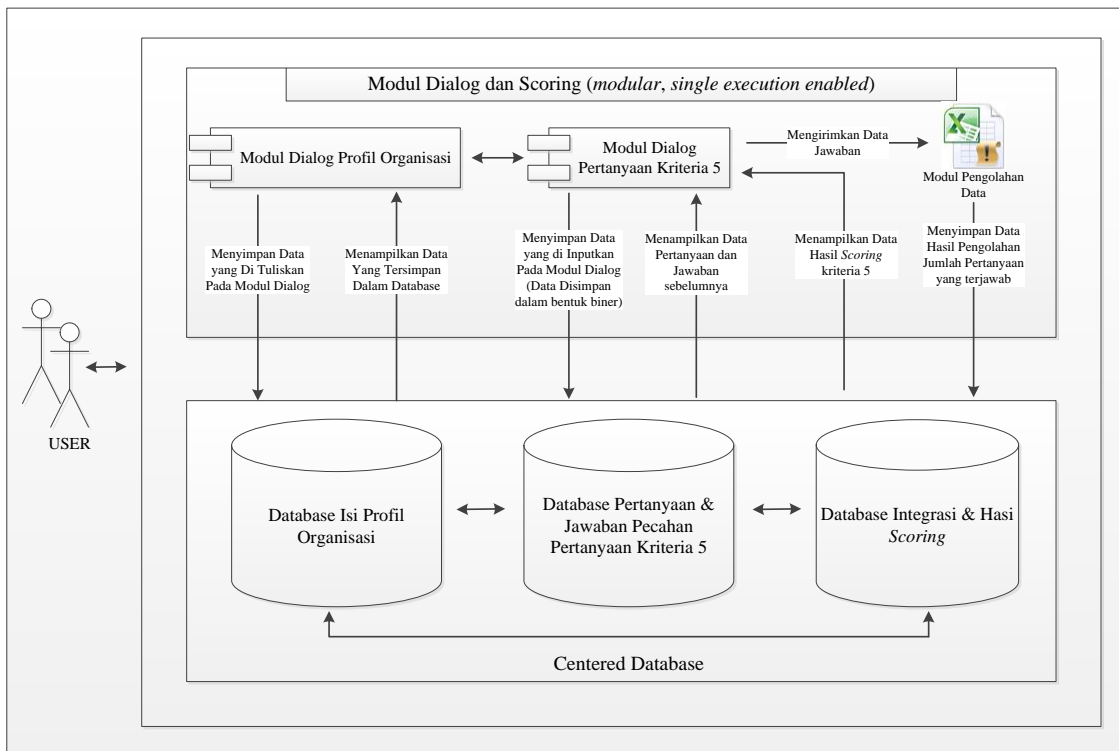 Modul Dialog dan Scoring (modular, single execution enabled)
Modul Dialog Profil Organisasi
Modul Dialog
Pertanyaan Kriteria 5
Mengirimkan Data
Jawaban
Modul Pengolahan
Data
Menyimpan Data
yang Di Tuliskan
Pada Modul Dialog
Menampilkan Data
Yang Tersimpan
Dalam Database
Menyimpan Data
yang di Inputkan
Pada Modul Dialog
(Data Disimpan
dalam bentuk biner)
Menampilkan Data
Pertanyaan dan
Jawaban
sebelumnya
Menampilkan Data
Hasil Scoring
kriteria 5
Menyimpan Data
Hasil Pengolahan
Jumlah Pertanyaan
yang terjawab
USER
Database Isi Profil
Organisasi
Database Pertanyaan &
Jawaban Pecahan
Pertanyaan Kriteria 5
Database Integrasi & Hasi
Scoring
Centered Database